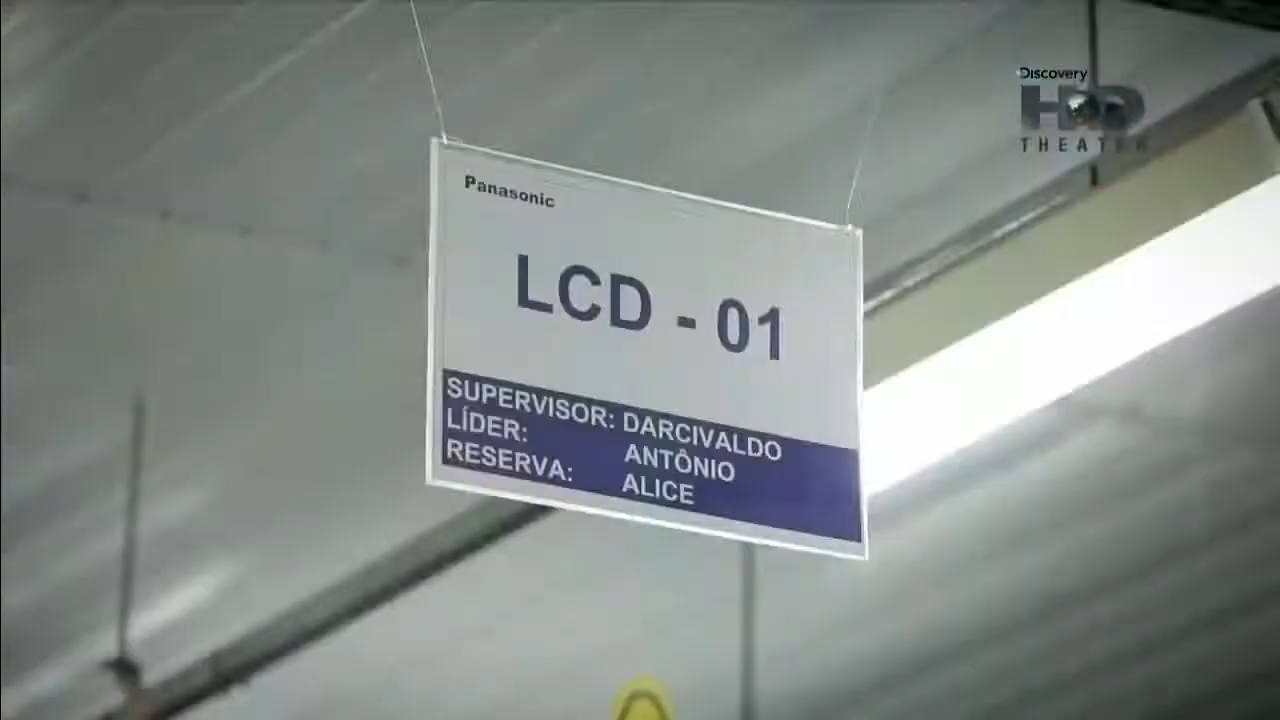 Discovery
HD
THEATER
Panasonic
LCD - 01
SUPERVISOR: DARCIVALDO
LÍDER: ANTÔNIO
RESERVA: ALICE